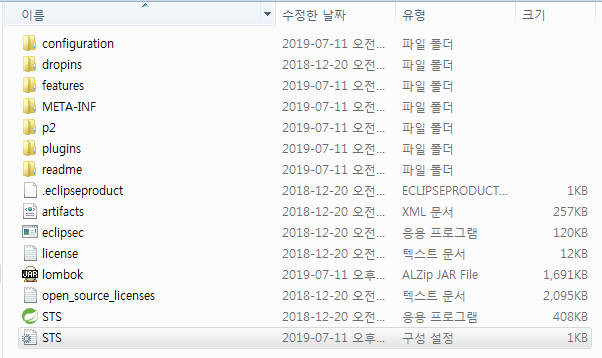 이름 수정한 날짜 유형 크기
configuration 2019-07-11 오전... 파일 폴더
dropins 2018-12-20 오전... 파일 폴더
features 2019-07-11 오전... 파일 폴더
META-INF 2019-07-11 오전... 파일 폴더
p2 2019-07-11 오전... 파일 폴더
plugins 2019-07-11 오전... 파일 폴더
readme 2019-07-11 오전... 파일 폴더
.eclipseproduct 2018-12-20 오전... ECLIPSEPRODUCT... 1KB
artifacts 2019-07-11 오전... XML 문서 257KB
eclipsec 2018-12-20 오전... 응용 프로그램 120KB
license 2018-12-20 오전... 텍스트 문서 12KB
lombok 2019-07-11 오후... ALZip JAR File 1,691KB
open_source_licenses 2018-12-20 오전... 텍스트 문서 2,095KB
STS 2018-12-20 오전... 응용 프로그램 408KB
STS 2019-07-11 오후... 구성 설정 1KB